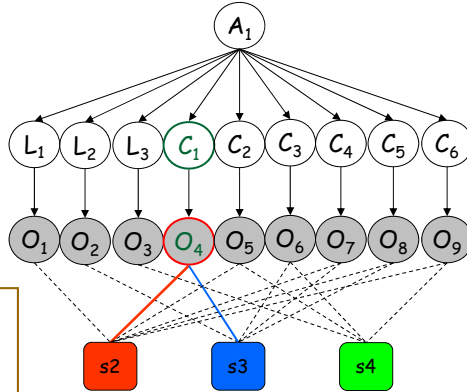 A₁
L₁ L₂ L₃ C₁ C₂ C₃ C₄ C₅ C₆
O₁ O₂ O₃ O₄ O₅ O₆ O₇ O₈ O₉
s2 s3 s4